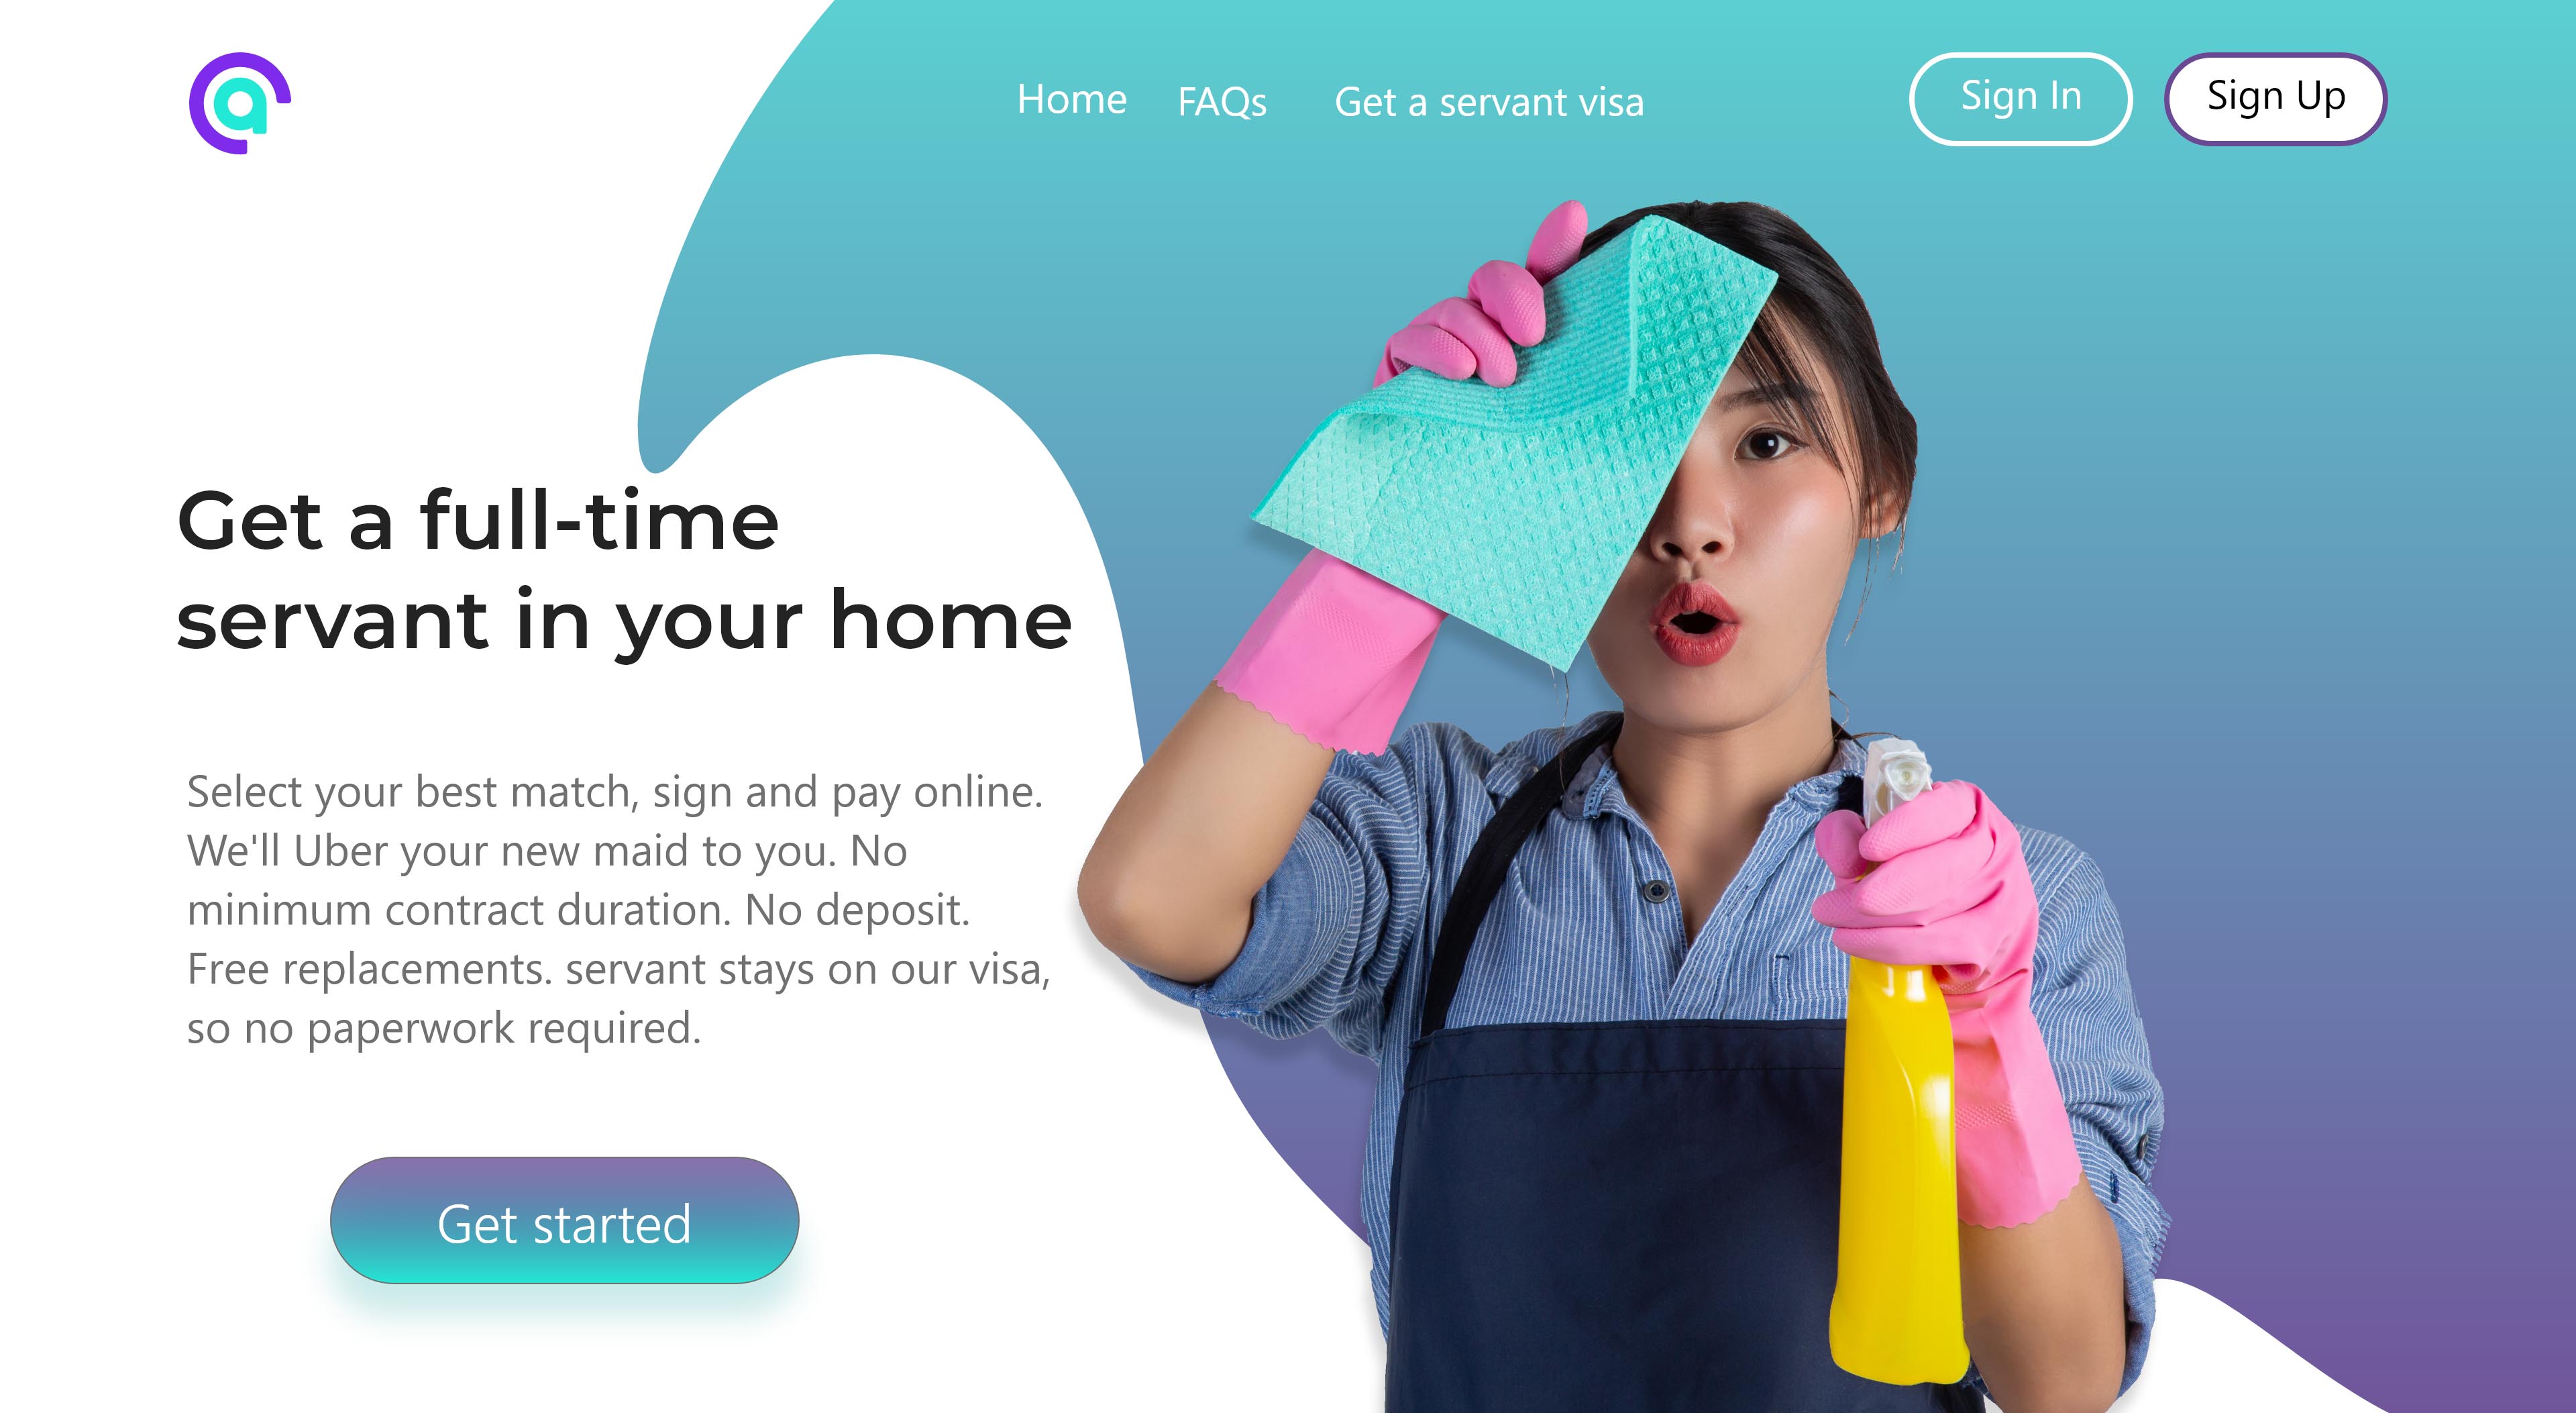 Home FAQs Get a servant visa Sign In Sign Up
Get a full-time
servant in your home
Select your best match, sign and pay online.
We'll Uber your new maid to you. No
minimum contract duration. No deposit.
Free replacements. servant stays on our visa,
so no paperwork required.
Get started